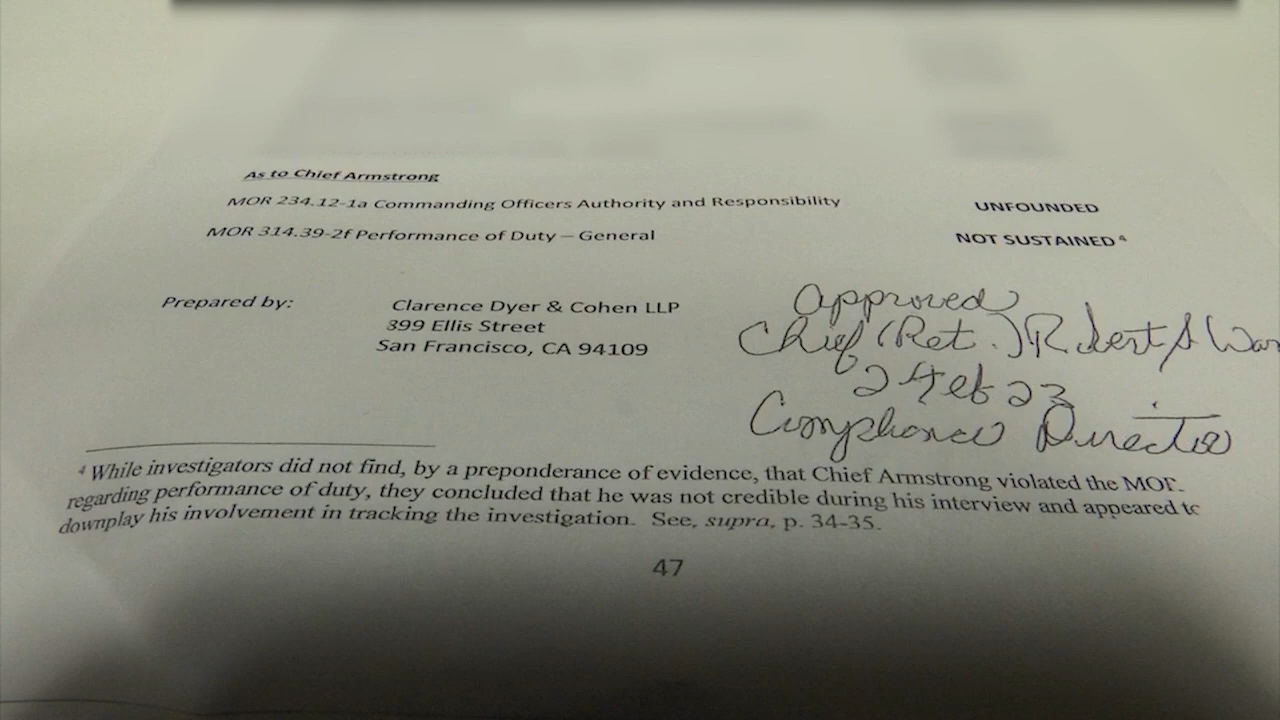 As to Chief Armstrong
MOR 234.12-1a Commanding Officers Authority and Responsibility UNFOUNDED
MOR 314.39-2f Performance of Duty – General NOT SUSTAINED 4
Prepared by: Clarence Dyer & Cohen LLP
899 Ellis Street
San Francisco, CA 94109
Approved
Chief (Ret.) Robert S War
2 Feb 23
Compliance Director
4 While investigators did not find, by a preponderance of evidence, that Chief Armstrong violated the MOR
regarding performance of duty, they concluded that he was not credible during his interview and appeared to
downplay his involvement in tracking the investigation. See, supra, p. 34-35.
47